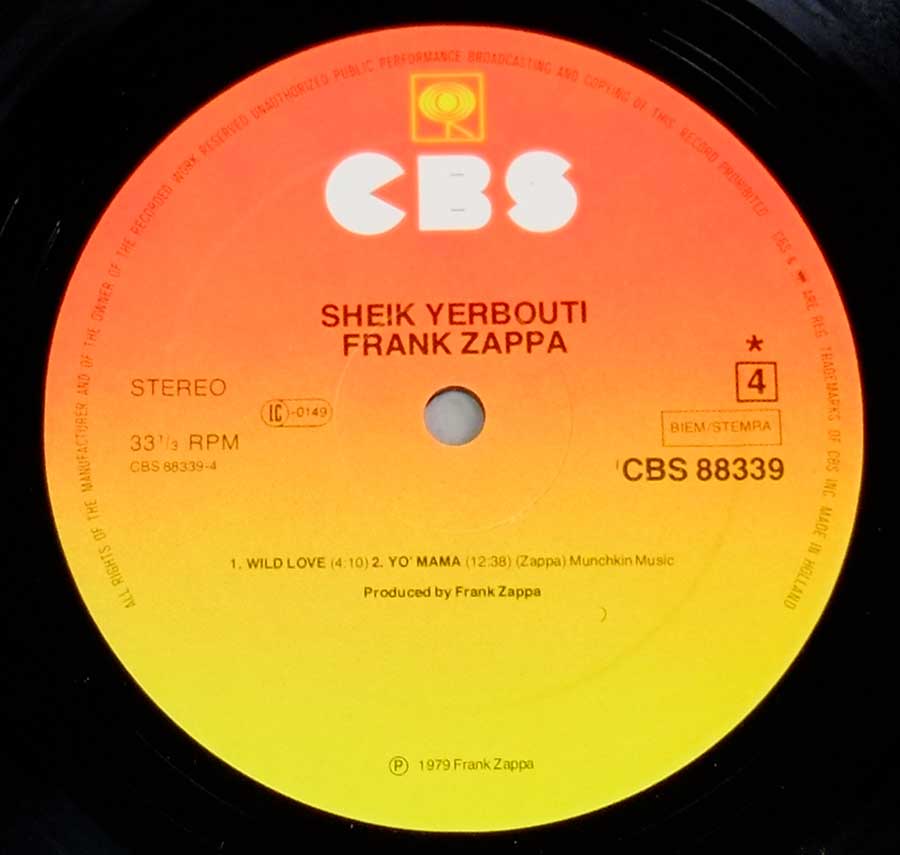 ALL RIGHTS OF THE MANUFACTURER AND OF THE OWNER OF THE RECORDED WORK RESERVED UNAUTHORIZED PUBLIC PERFORMANCE BROADCASTING AND COPYING OF THIS RECORD PROHIBITED CBS & ARE REG TRADEMARKS OF CBS INC MADE IN HOLLAND
CBS
SHEIK YERBOUTI
FRANK ZAPPA
*
STEREO
4
LC-0149
BIEM/STEMRA
33 1/3 RPM
CBS 88339-4
CBS 88339
1. WILD LOVE (4:10) 2. YO' MAMA (12:38) (Zappa) Munchkin Music
Produced by Frank Zappa
Ⓟ 1979 Frank Zappa